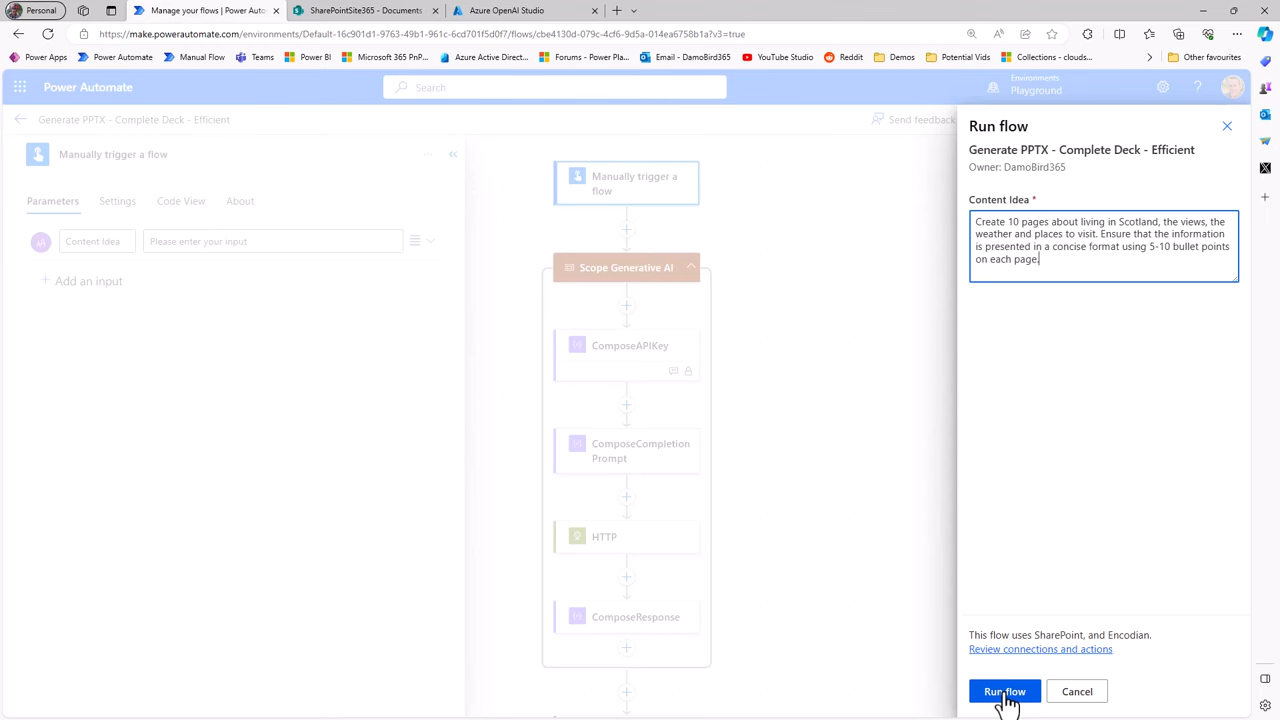 Personal
Manage your flows | Power Auto
SharePointSite365 - Documents
Azure OpenAI Studio
https://make.powerautomate.com/environments/Default-16c901d1-9763-49b1-961c-6cd701f5d0f7/flows/cbe4130d-079c-4cf6-9d5a-014ea6758b1a?v3=true
Power Apps
Power Automate
Manual Flow
Teams
Power BI
Microsoft 365 PnP...
Azure Active Direct...
Forms - Power Pla...
Email - DamoBird365
YouTube Studio
Reddit
Demos
Potential Vids
Collections - clouds...
Other favourites
Power Automate
Search
Environments
Playground
Generate PPTX - Complete Deck - Efficient
Send feedback
Manually trigger a flow
Parameters
Settings
Code View
About
Content Idea
Please enter your input
Add an input
Manually trigger a
flow
Scope Generative AI
ComposeAPIKey
ComposeCompletion
Prompt
HTTP
ComposeResponse
Run flow
Generate PPTX - Complete Deck - Efficient
Owner: DamoBird365
Content Idea *
Create 10 pages about living in Scotland, the views, the
weather and places to visit. Ensure that the information
is presented in a concise format using 5-10 bullet points
on each page.
This flow uses SharePoint, and Encodian.
Review connections and actions
Run flow
Cancel